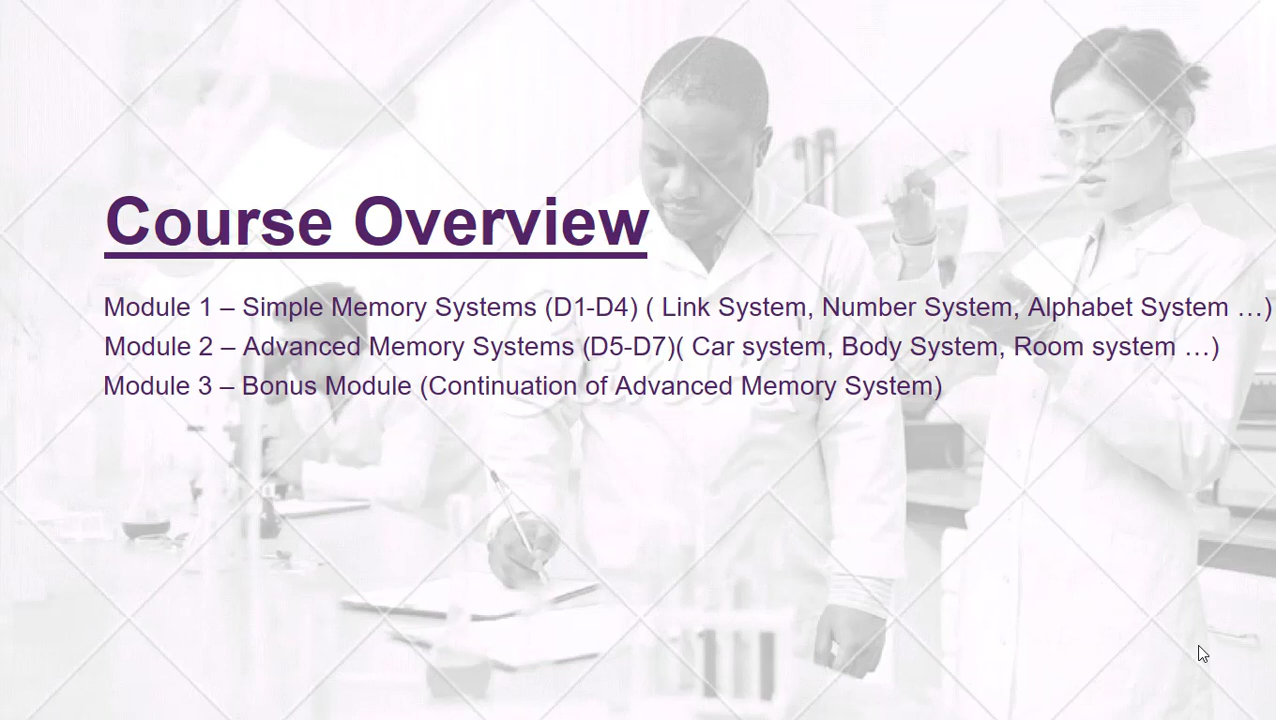 Course Overview
Module 1 – Simple Memory Systems (D1-D4) ( Link System, Number System, Alphabet System …)
Module 2 – Advanced Memory Systems (D5-D7)( Car system, Body System, Room system …)
Module 3 – Bonus Module (Continuation of Advanced Memory System)